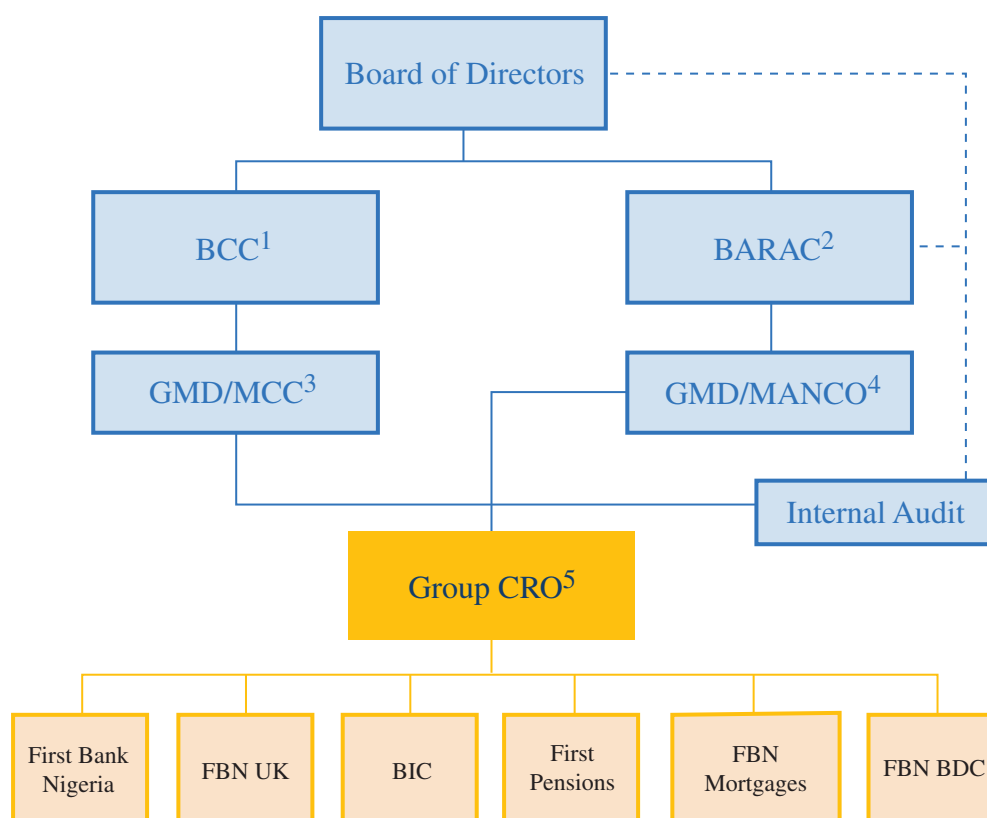 Board of Directors
BCC1
BARAC2
GMD/MCC3
GMD/MANCO4
Internal Audit
Group CRO5
First Bank
Nigeria
FBN UK
BIC
First
Pensions
FBN
Mortgages
FBN BDC